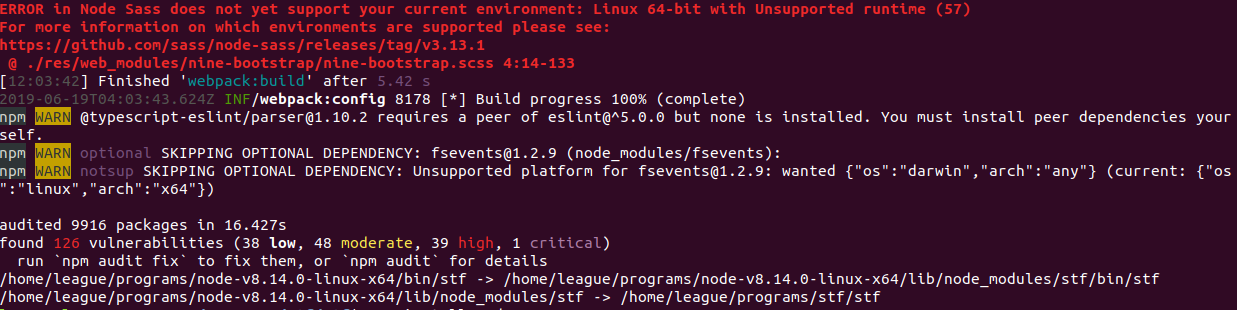 ERROR in Node Sass does not yet support your current environment: Linux 64-bit with Unsupported runtime (57)
For more information on which environments are supported please see:
https://github.com/sass/node-sass/releases/tag/v3.13.1
@ ./res/web_modules/nine-bootstrap/nine-bootstrap.scss 4:14-133
[12:03:42] Finished 'webpack:build' after 5.42 s
2019-06-19T04:03:43.624Z INF/webpack:config 8178 [*] Build progress 100% (complete)
npm WARN @typescript-eslint/parser@1.10.2 requires a peer of eslint@^5.0.0 but none is installed. You must install peer dependencies your
self.
npm WARN optional SKIPPING OPTIONAL DEPENDENCY: fsevents@1.2.9 (node_modules/fsevents):
npm WARN notsup SKIPPING OPTIONAL DEPENDENCY: Unsupported platform for fsevents@1.2.9: wanted {"os":"darwin","arch":"any"} (current: {"os
":"linux","arch":"x64"})
audited 9916 packages in 16.427s
found 126 vulnerabilities (38 low, 48 moderate, 39 high, 1 critical)
run `npm audit fix` to fix them, or `npm audit` for details
/home/league/programs/node-v8.14.0-linux-x64/bin/stf -> /home/league/programs/node-v8.14.0-linux-x64/lib/node_modules/stf/bin/stf
/home/league/programs/node-v8.14.0-linux-x64/lib/node_modules/stf -> /home/league/programs/stf/stf